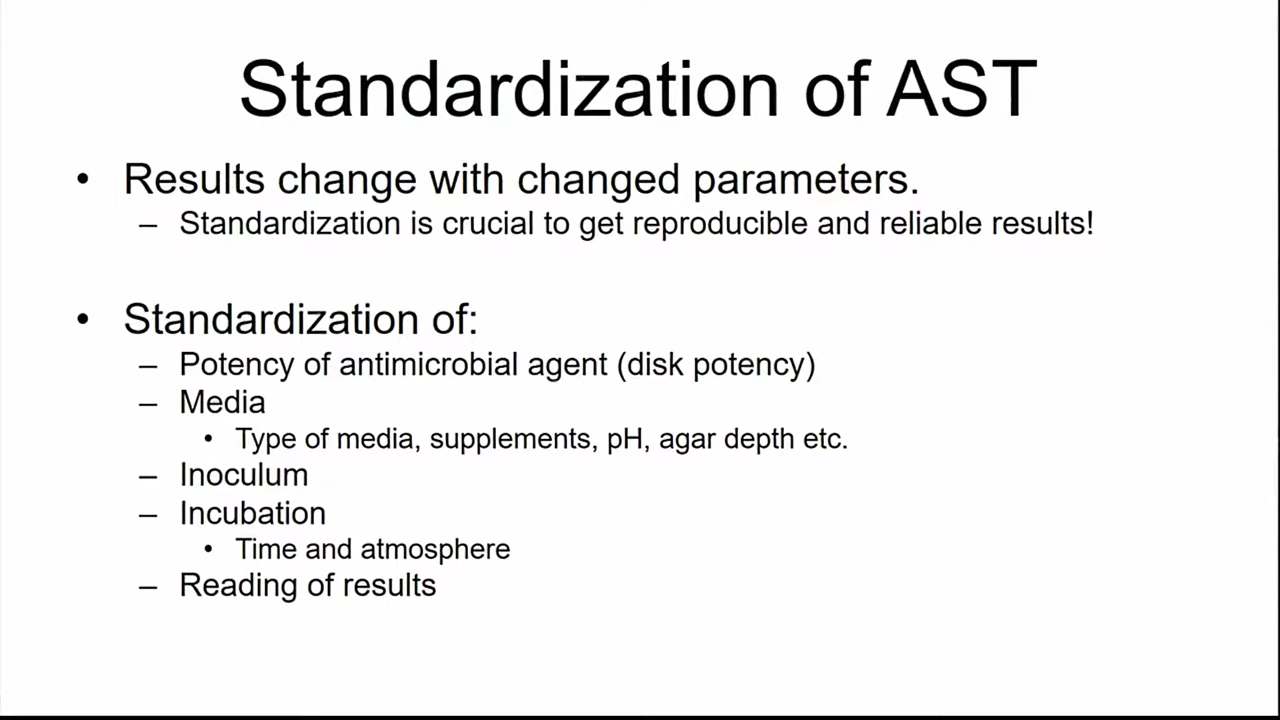 Standardization of AST
• Results change with changed parameters.
– Standardization is crucial to get reproducible and reliable results!
• Standardization of:
– Potency of antimicrobial agent (disk potency)
– Media
• Type of media, supplements, pH, agar depth etc.
– Inoculum
– Incubation
• Time and atmosphere
– Reading of results